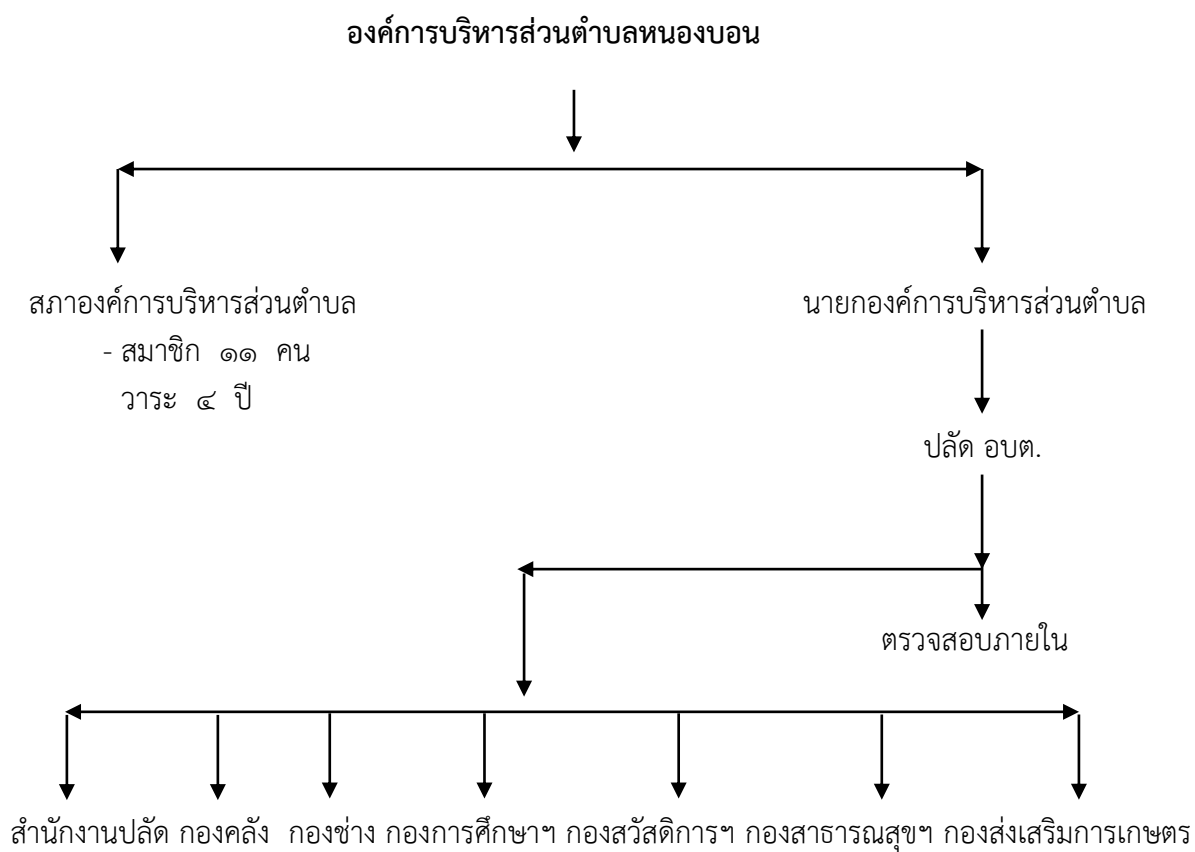 องค์การบริหารส่วนตำบลหนองบอน
สภาองค์การบริหารส่วนตำบล
- สมาชิก ๑๑ คน
วาระ ๔ ปี
นายกองค์การบริหารส่วนตำบล
ปลัด อบต.
ตรวจสอบภายใน
สำนักงานปลัด กองคลัง กองช่าง กองการศึกษาฯ กองสวัสดิการฯ กองสาธารณสุขฯ กองส่งเสริมการเกษตร